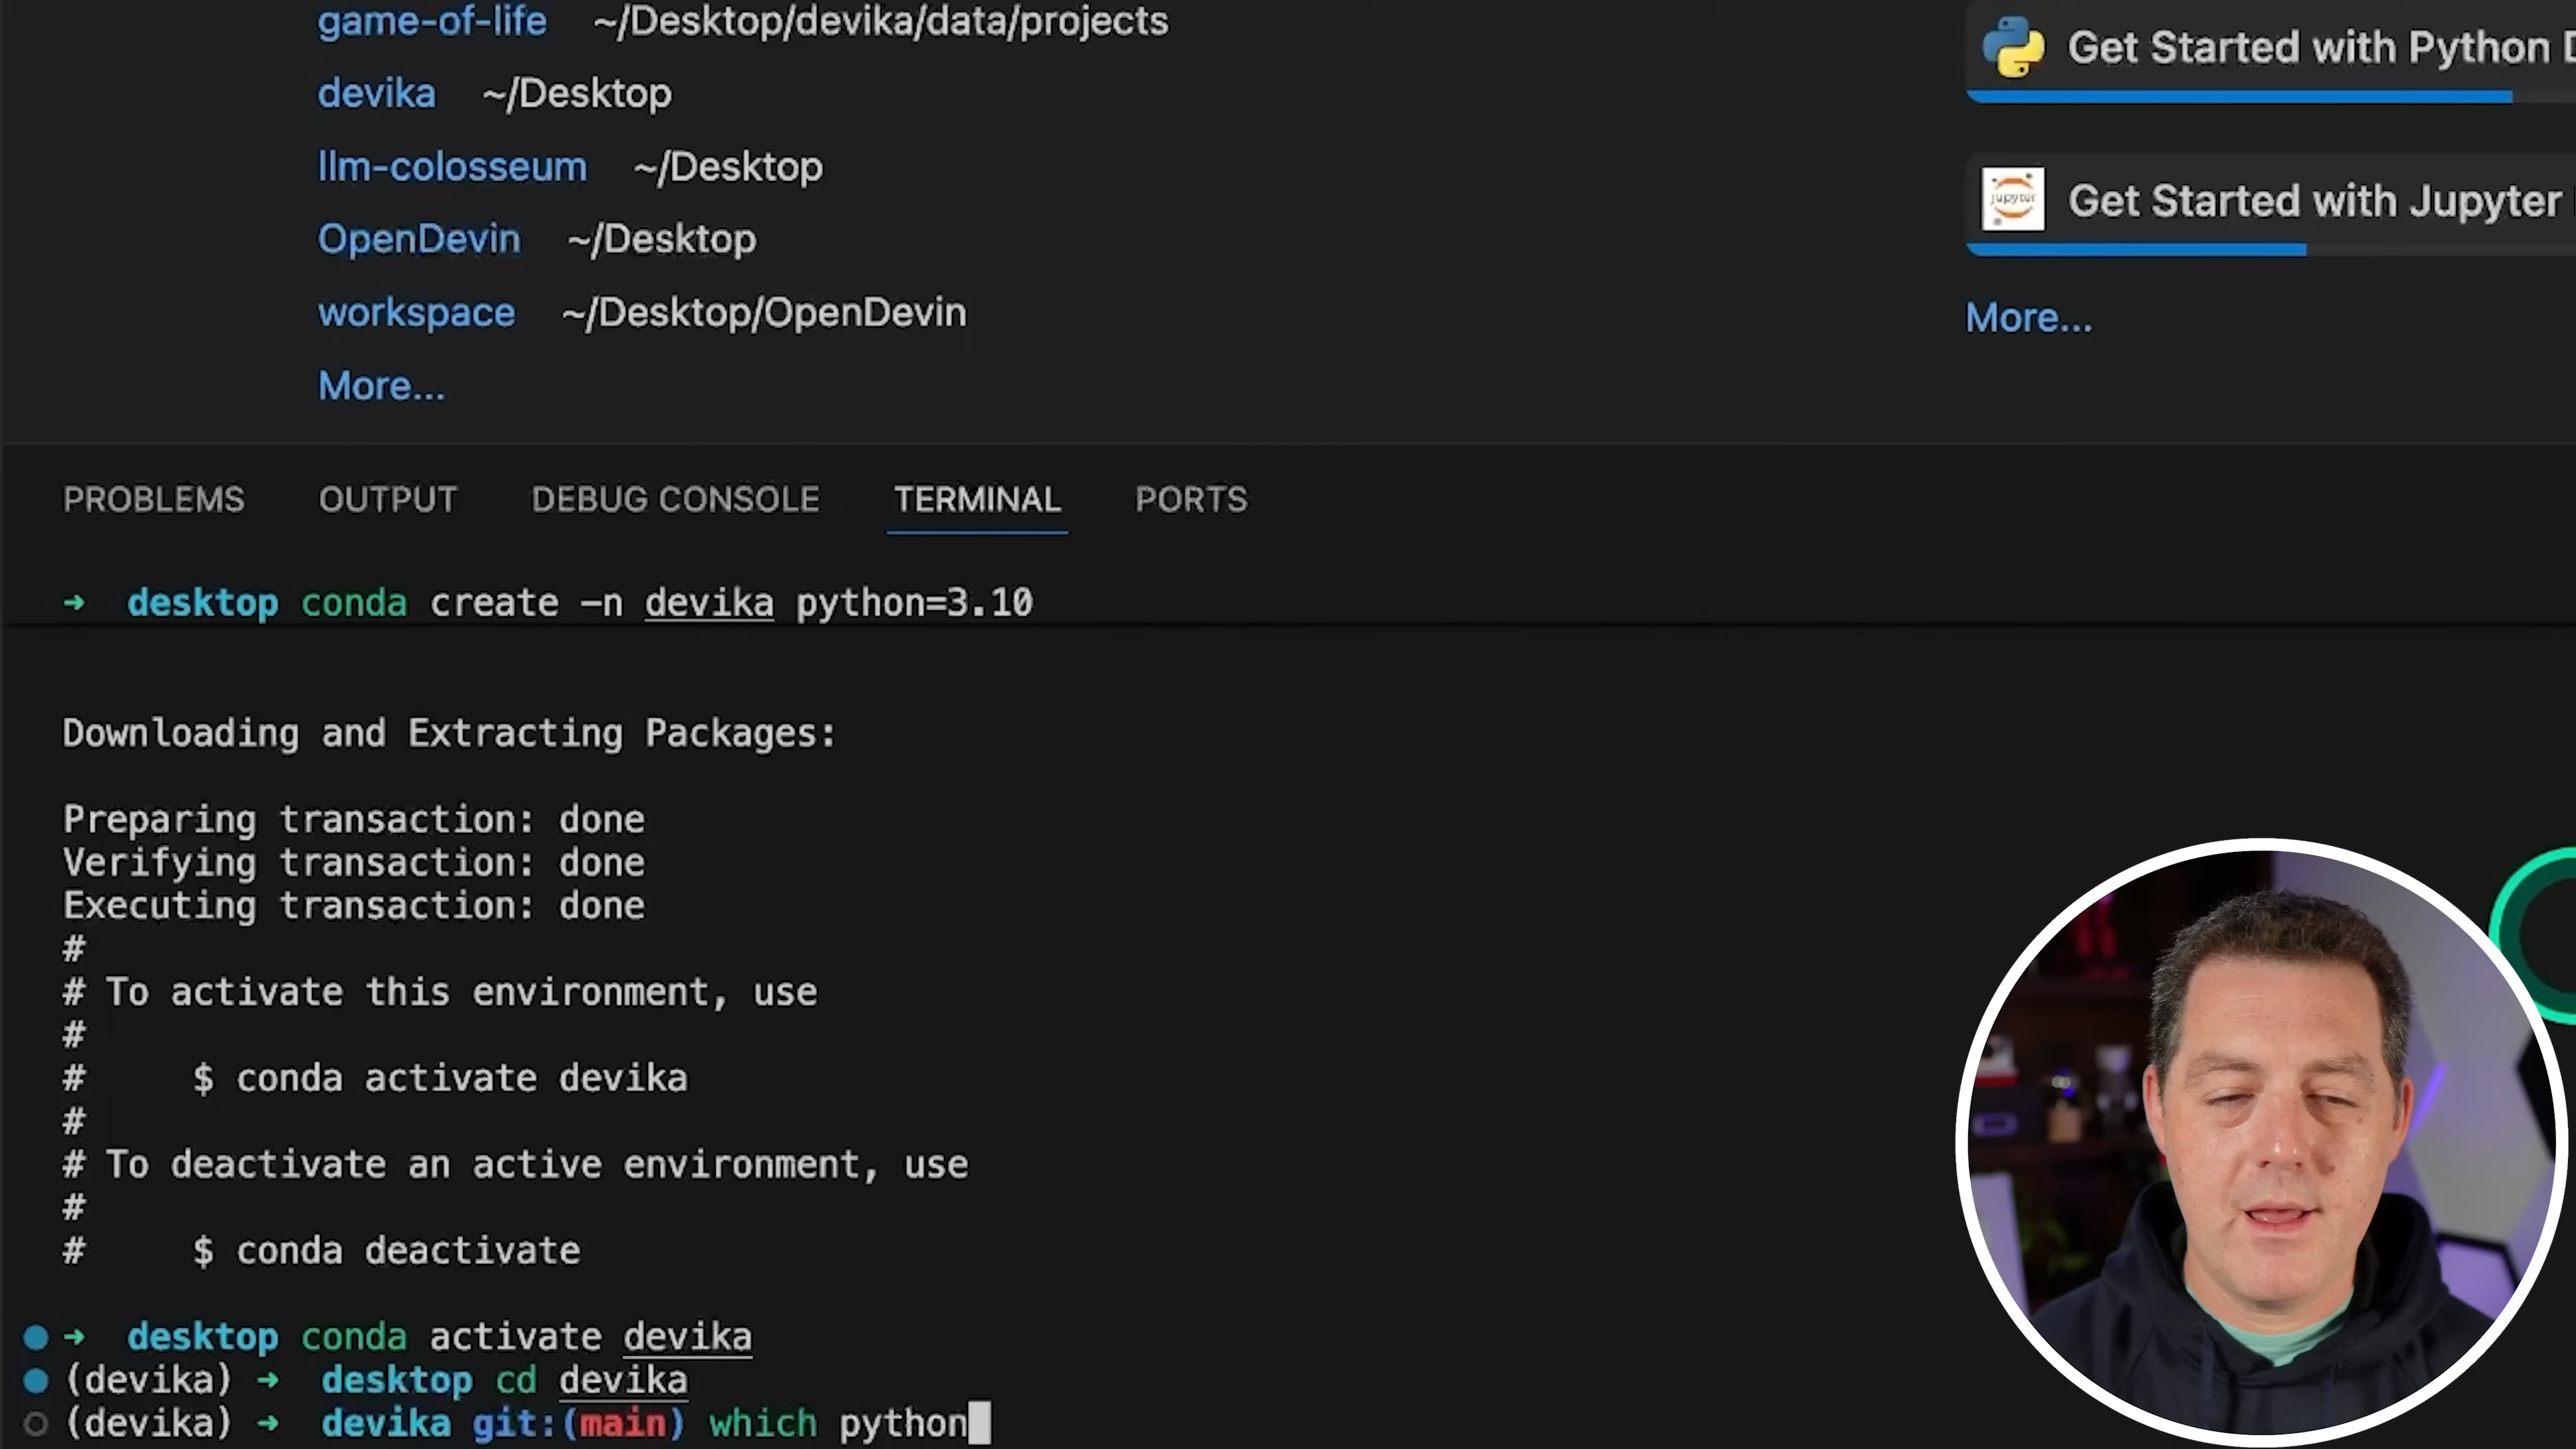 game-of-life ~/Desktop/devika/data/projects
devika ~/Desktop
llm-colosseum ~/Desktop
OpenDevin ~/Desktop
workspace ~/Desktop/OpenDevin
More...
Get Started with Python
jupyter
Get Started with Jupyter
More...
PROBLEMS OUTPUT DEBUG CONSOLE TERMINAL PORTS
➜ desktop conda create -n devika python=3.10
Downloading and Extracting Packages:
Preparing transaction: done
Verifying transaction: done
Executing transaction: done
#
# To activate this environment, use
#
# $ conda activate devika
#
# To deactivate an active environment, use
#
# $ conda deactivate
➜ desktop conda activate devika
(devika) ➜ desktop cd devika
(devika) ➜ devika git:(main) which python